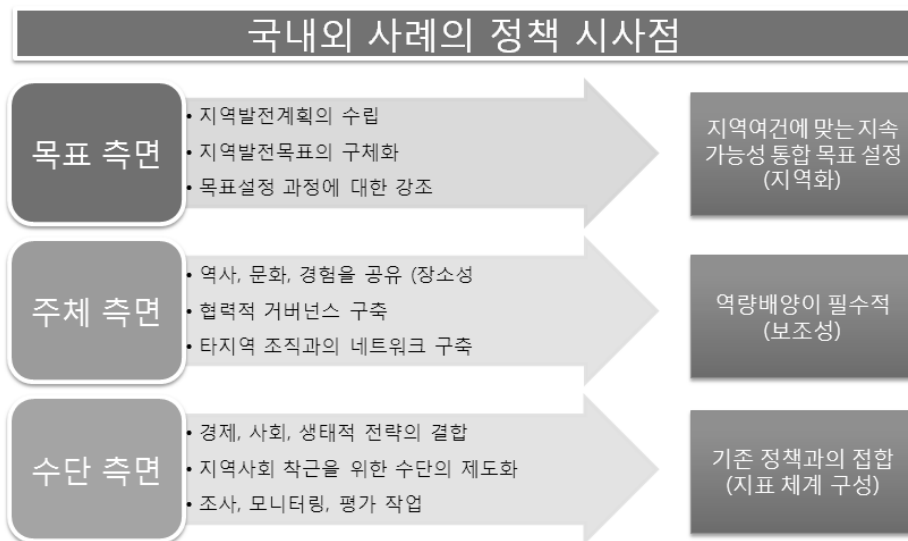 국내외 사례의 정책 시사점
목표 측면
• 지역발전계획의 수립
• 지역발전목표의 구체화
• 목표설정 과정에 대한 강조
지역여건에 맞는 지속
가능성 통합 목표 설정
(지역화)
주체 측면
• 역사, 문화, 경험을 공유 (장소성
• 협력적 거버넌스 구축
• 타지역 조직과의 네트워크 구축
역량배양이 필수적
(보조성)
수단 측면
• 경제, 사회, 생태적 전략의 결합
• 지역사회 착근을 위한 수단의 제도화
• 조사, 모니터링, 평가 작업
기존 정책과의 접합
(지표 체계 구성)